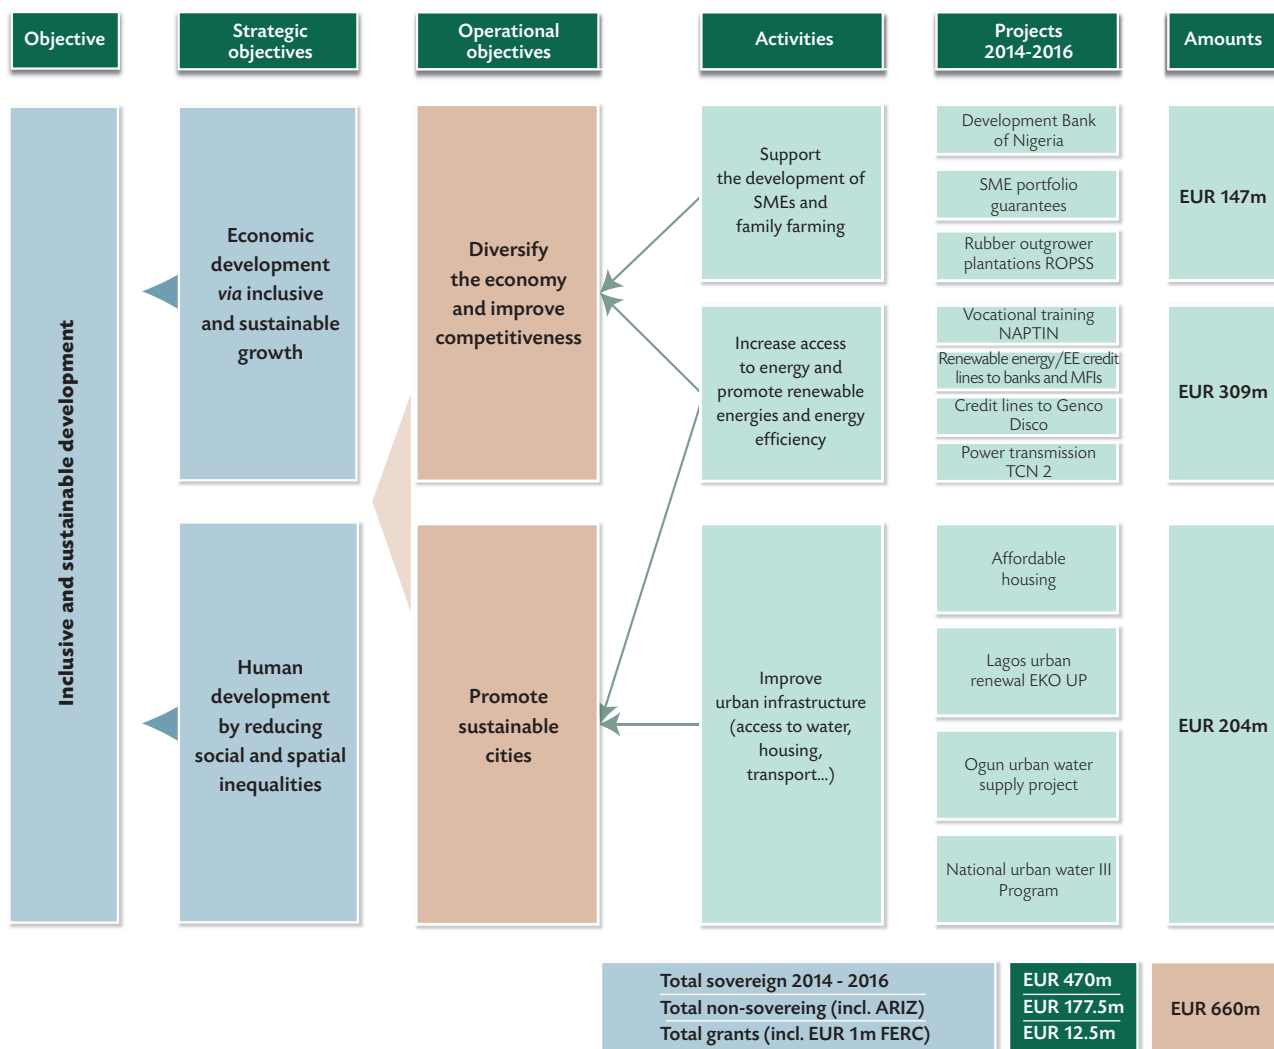 Objective
Strategic
objectives
Operational
objectives
Activities
Projects
2014-2016
Amounts
Inclusive and sustainable development
Economic
development
via inclusive
and sustainable
growth
Human
development
by reducing
social and spatial
inequalities
Diversify
the economy
and improve
competitiveness
Promote
sustainable
cities
Support
the development of
SMEs and
family farming
Increase access
to energy and
promote renewable
energies and energy
efficiency
Improve
urban infrastructure
(access to water,
housing,
transport...)
Development Bank
of Nigeria
SME portfolio
guarantees
Rubber outgrower
plantations ROPSS
Vocational training
NAPTIN
Renewable energy/EE credit
lines to banks and MFIs
Credit lines to Genco
Disco
Power transmission
TCN 2
Affordable
housing
Lagos urban
renewal EKO UP
Ogun urban water
supply project
National urban water III
Program
EUR 147m
EUR 309m
EUR 204m
Total sovereign 2014 - 2016
EUR 470m
Total non-sovereing (incl. ARIZ)
EUR 177.5m
Total grants (incl. EUR 1m FERC)
EUR 12.5m
EUR 660m